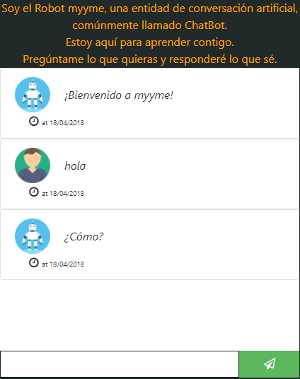 Soy el Robot myyme, una entidad de conversación artificial,
comúnmente llamado ChatBot.
Estoy aquí para aprender contigo.
Pregúntame lo que quieras y responderé lo que sé.
¡Bienvenido a myyme!
at 18/04/2018
hola
at 18/04/2018
¿Cómo?
at 18/04/2018